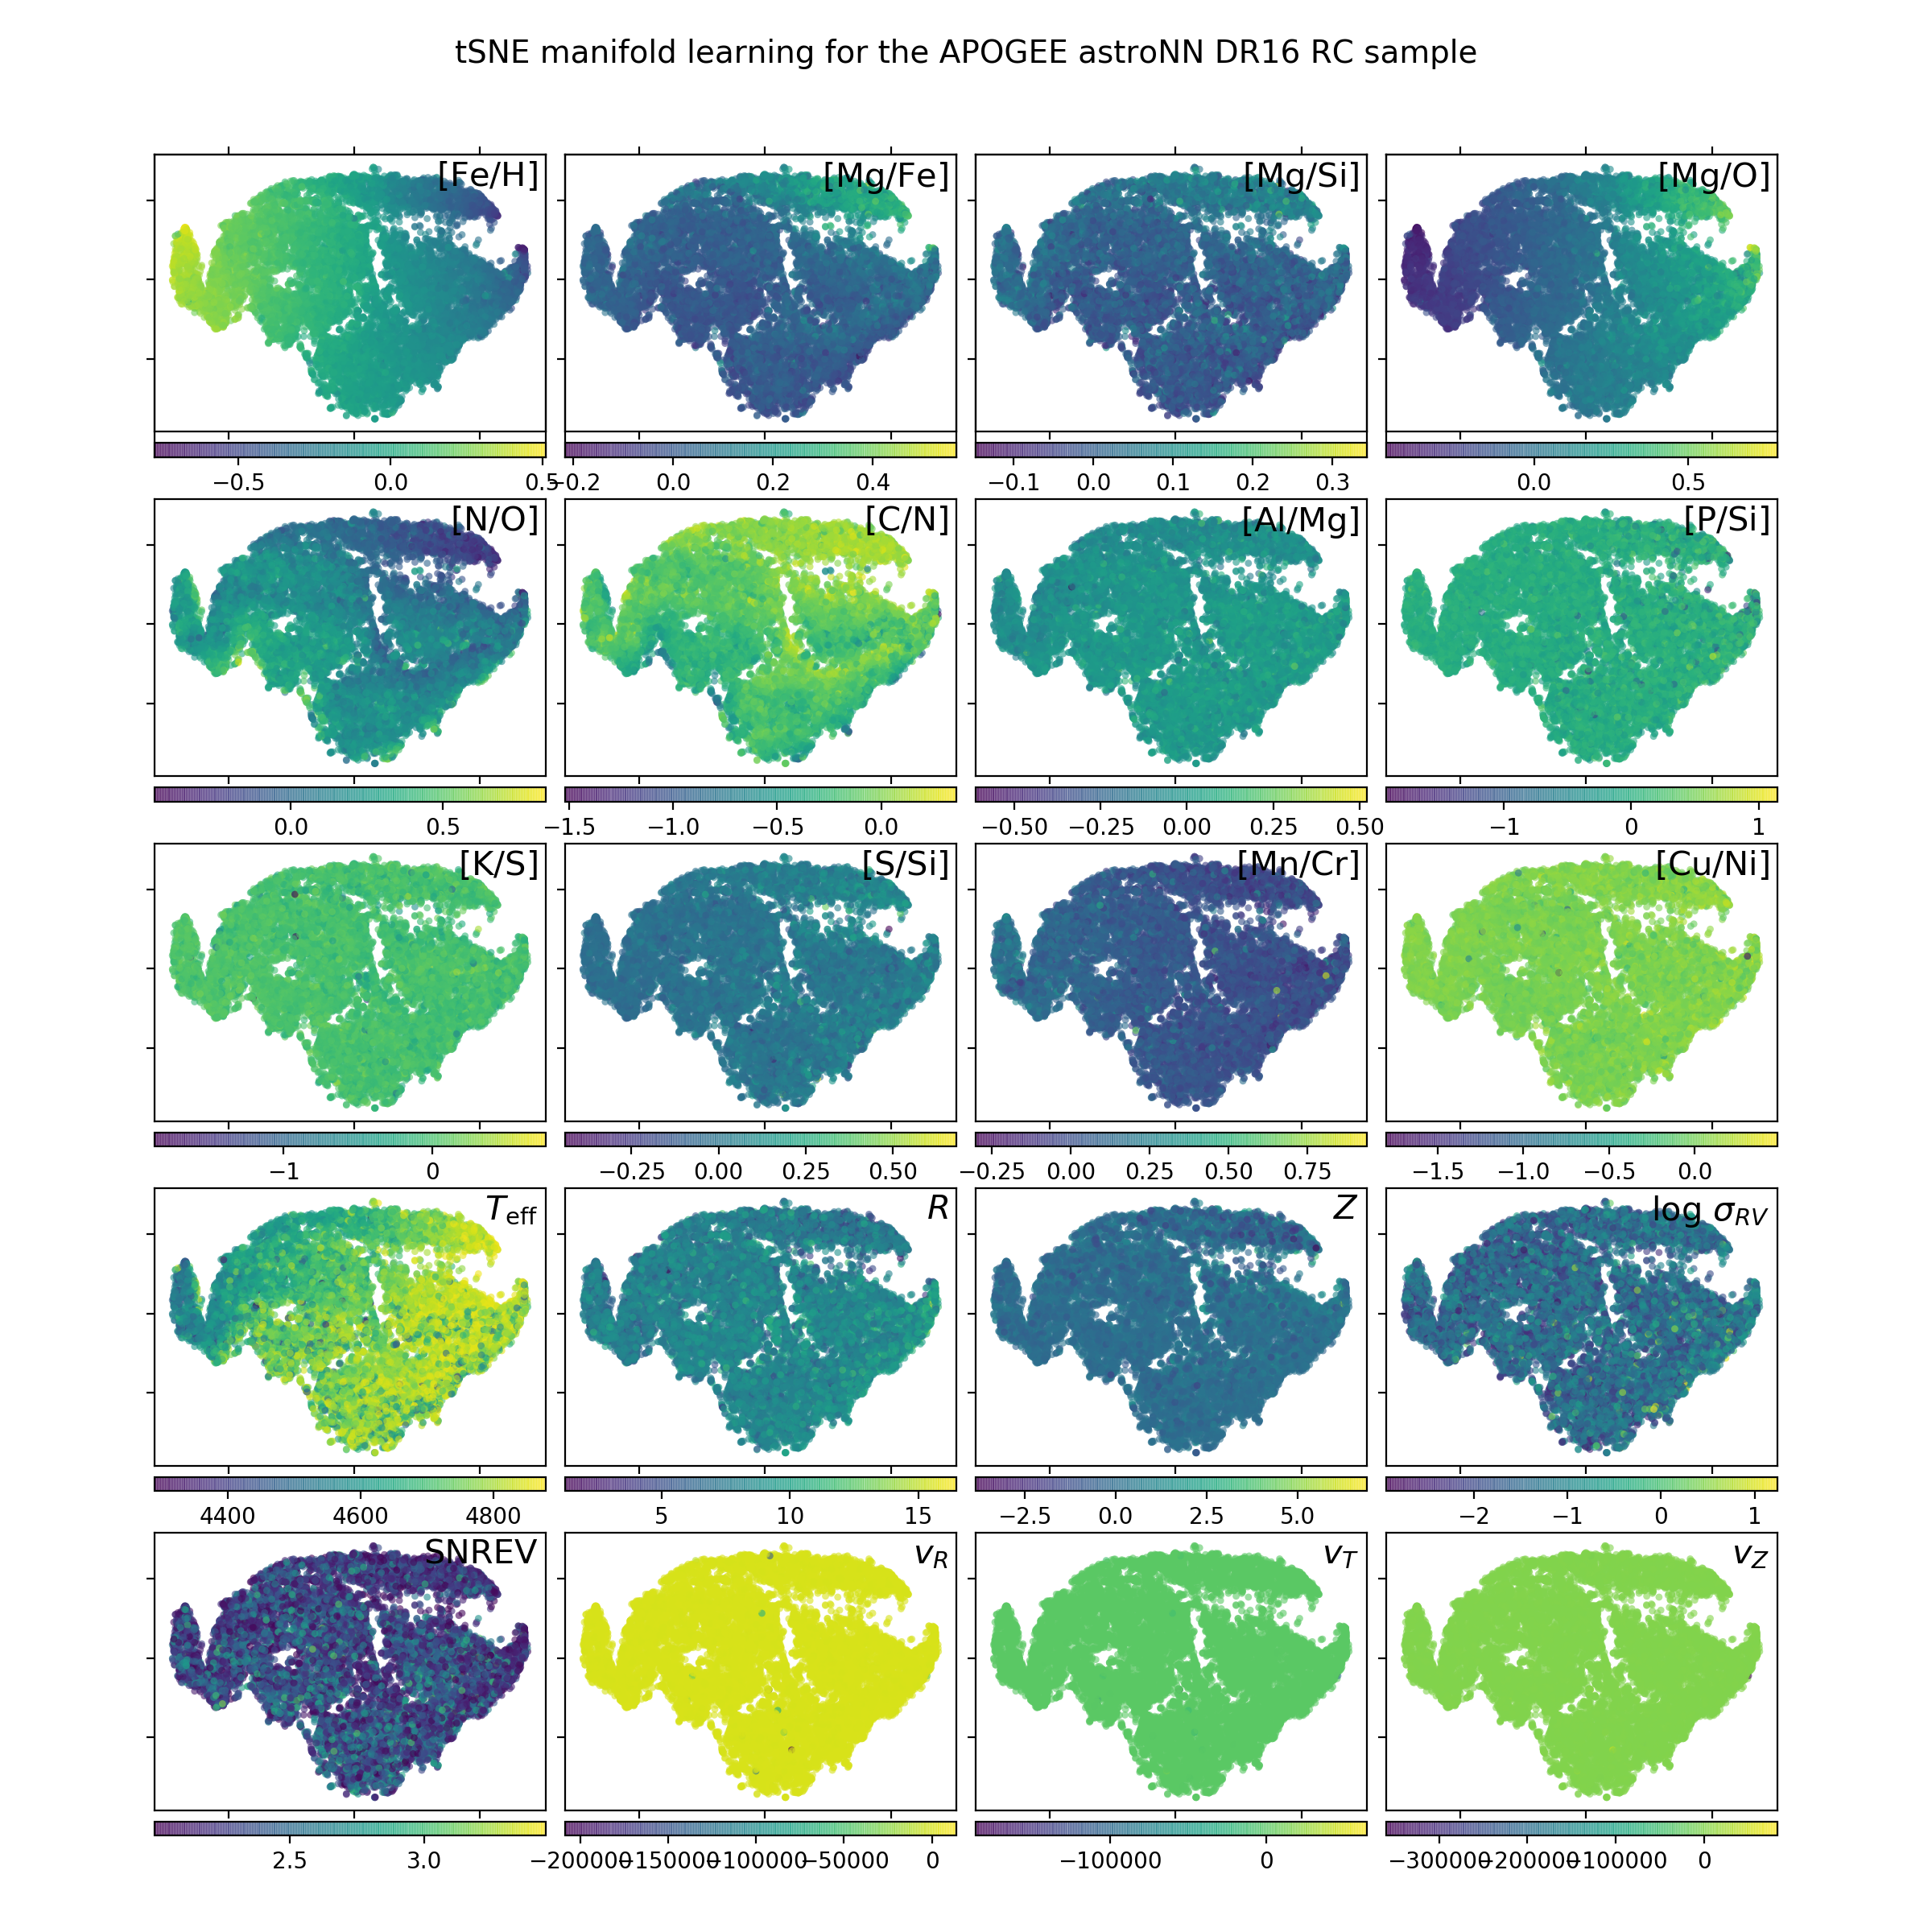 tSNE manifold learning for the APOGEE astroNN DR16 RC sample
[Fe/H] [Mg/Fe] [Mg/Si] [Mg/O]
−0.5 0.0 0.5 −0.2 0.0 0.2 0.4 −0.1 0.0 0.1 0.2 0.3 0.0 0.5
[N/O] [C/N] [Al/Mg] [P/Si]
0.0 0.5 −1.5 −1.0 −0.5 0.0 −0.50 −0.25 0.00 0.25 0.50 −1 0 1
[K/S] [S/Si] [Mn/Cr] [Cu/Ni]
−1 0 −0.25 0.00 0.25 0.50 −0.25 0.00 0.25 0.50 0.75 −1.5 −1.0 −0.5 0.0
T_eff R Z log σ_RV
4400 4600 4800 5 10 15 −2.5 0.0 2.5 5.0 −2 −1 0 1
SNREV v_R v_T v_Z
2.5 3.0 −200000 −150000 −100000 −50000 0 −100000 0 −300000 −200000 −100000 0